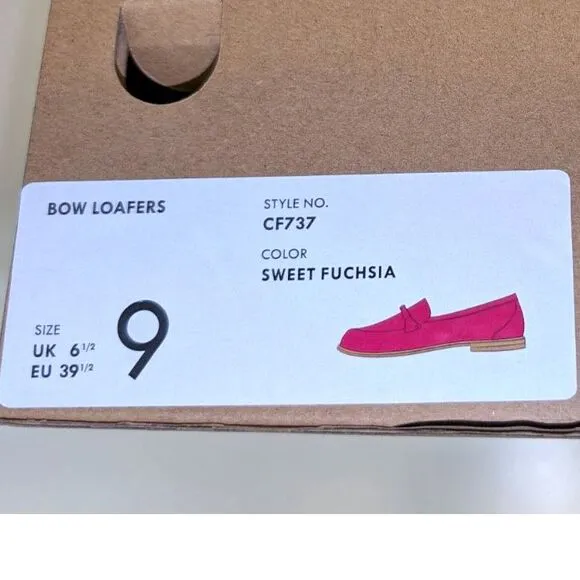 BOW LOAFERS
STYLE NO.
CF737
COLOR
SWEET FUCHSIA
SIZE
UK 6 1/2
EU 39 1/2
9